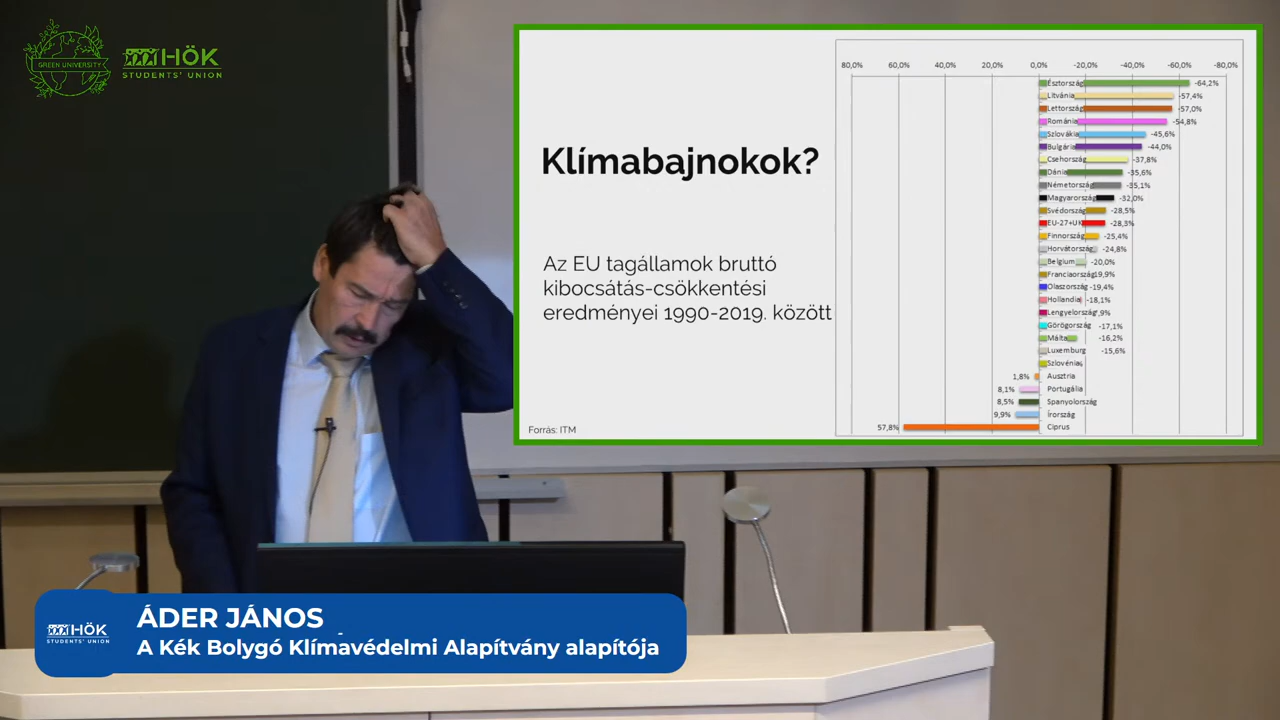 GREEN UNIVERSITY
HÖK
STUDENTS' UNION
Klímabajnokok?
Az EU tagállamok bruttó
kibocsátás-csökkentési
eredményei 1990-2019. között
Forrás: ITM
80,0% 60,0% 40,0% 20,0% 0,0% -20,0% -40,0% -60,0% -80,0%
Észtország -64,2%
Litvánia -57,4%
Lettország -57,0%
Románia -54,8%
Szlovákia -45,6%
Bulgária -44,0%
Csehország -37,8%
Dánia -35,6%
Németország -35,1%
Magyarország -32,0%
Svédország -28,5%
EU-27+UK -28,3%
Finnország -25,4%
Horvátország -24,8%
Belgium -20,0%
Franciaország 19,9%
Olaszország -19,4%
Hollandia -18,1%
Lengyelország 7,9%
Görögország -17,1%
Málta -16,2%
Luxemburg -15,6%
Szlovénia
1,8% Ausztria
8,1% Portugália
8,5% Spanyolország
9,9% Írország
57,8% Ciprus
HÖK
STUDENTS' UNION
ÁDER JÁNOS
A Kék Bolygó Klímavédelmi Alapítvány alapítója